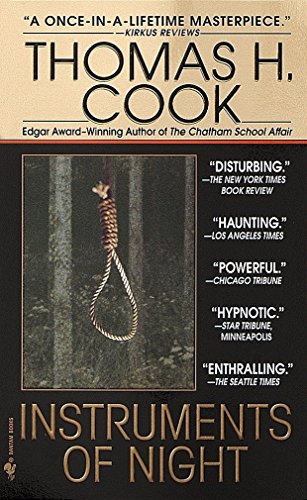 “A ONCE-IN-A-LIFETIME MASTERPIECE.”
—KIRKUS REVIEWS
THOMAS H.
COOK
Edgar Award–Winning Author of The Chatham School Affair
“DISTURBING.”
—THE NEW YORK TIMES
BOOK REVIEW
“HAUNTING.”
—LOS ANGELES TIMES
“POWERFUL.”
—CHICAGO TRIBUNE
“HYPNOTIC.”
—STAR TRIBUNE,
MINNEAPOLIS
“ENTHRALLING.”
—THE SEATTLE TIMES
BANTAM BOOKS
INSTRUMENTS
OF NIGHT